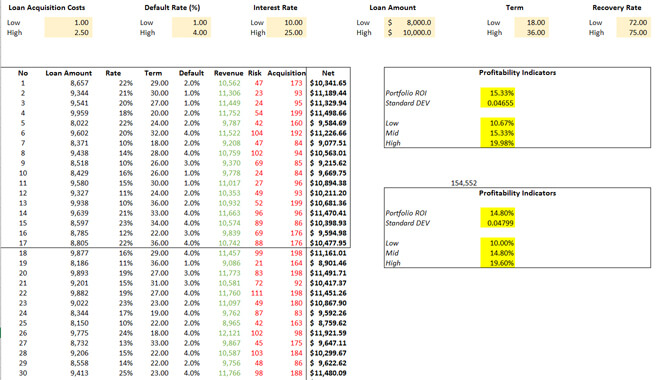 Loan Acquisition Costs Default Rate (%) Interest Rate Loan Amount Term Recovery Rate
Low 1.00 Low 1.00 Low 10.00 Low $ 8,000.0 Low 18.00 Low 72.00
High 2.50 High 4.00 High 25.00 High $ 10,000.0 High 36.00 High 75.00
No Loan Amount Rate Term Default Revenue Risk Acquisition Net
1 8,657 22% 29.00 2.0% 10,562 47 173 $10,341.65
2 9,344 21% 30.00 1.0% 11,306 23 93 $11,189.44
3 9,541 20% 27.00 1.0% 11,449 24 95 $11,329.94
4 9,959 18% 20.00 2.0% 11,752 54 199 $11,498.66
5 8,022 22% 24.00 2.0% 9,787 42 160 $ 9,584.69
6 9,602 20% 32.00 4.0% 11,522 104 192 $11,226.66
7 8,371 10% 18.00 2.0% 9,208 47 84 $ 9,077.51
8 9,438 14% 28.00 4.0% 10,759 102 94 $10,563.01
9 8,518 10% 26.00 3.0% 9,370 69 85 $ 9,215.62
10 8,429 16% 26.00 1.0% 9,778 24 84 $ 9,669.75
11 9,580 15% 30.00 1.0% 11,017 27 96 $10,894.38
12 9,327 11% 24.00 2.0% 10,353 49 93 $10,211.20
13 9,938 10% 36.00 2.0% 10,932 52 199 $10,681.36
14 9,639 21% 33.00 4.0% 11,663 96 96 $11,470.41
15 8,597 23% 34.00 4.0% 10,574 89 86 $10,398.93
16 8,785 12% 22.00 3.0% 9,839 69 176 $ 9,594.98
17 8,805 22% 36.00 4.0% 10,742 88 176 $10,477.95
18 9,877 16% 29.00 4.0% 11,457 99 198 $11,161.01
19 8,186 11% 36.00 1.0% 9,086 21 164 $ 8,901.46
20 9,893 19% 27.00 3.0% 11,773 83 198 $11,491.71
21 9,201 15% 31.00 3.0% 10,581 72 92 $10,417.37
22 9,882 19% 27.00 4.0% 11,760 111 198 $11,451.26
23 9,022 23% 23.00 2.0% 11,097 49 180 $10,867.90
24 8,344 17% 19.00 4.0% 9,762 87 83 $ 9,592.26
25 8,150 10% 22.00 2.0% 8,965 42 163 $ 8,759.62
26 9,775 24% 18.00 4.0% 12,121 102 98 $11,921.59
27 8,732 13% 33.00 2.0% 9,867 45 175 $ 9,647.11
28 9,206 15% 22.00 4.0% 10,587 103 184 $10,299.67
29 8,558 14% 22.00 2.0% 9,756 48 86 $ 9,622.62
30 9,413 25% 23.00 4.0% 11,766 98 188 $11,480.09
Profitability Indicators
Portfolio ROI 15.33%
Standard DEV 0.04655
Low 10.67%
Mid 15.33%
High 19.98%
154,552
Profitability Indicators
Portfolio ROI 14.80%
Standard DEV 0.04799
Low 10.00%
Mid 14.80%
High 19.60%